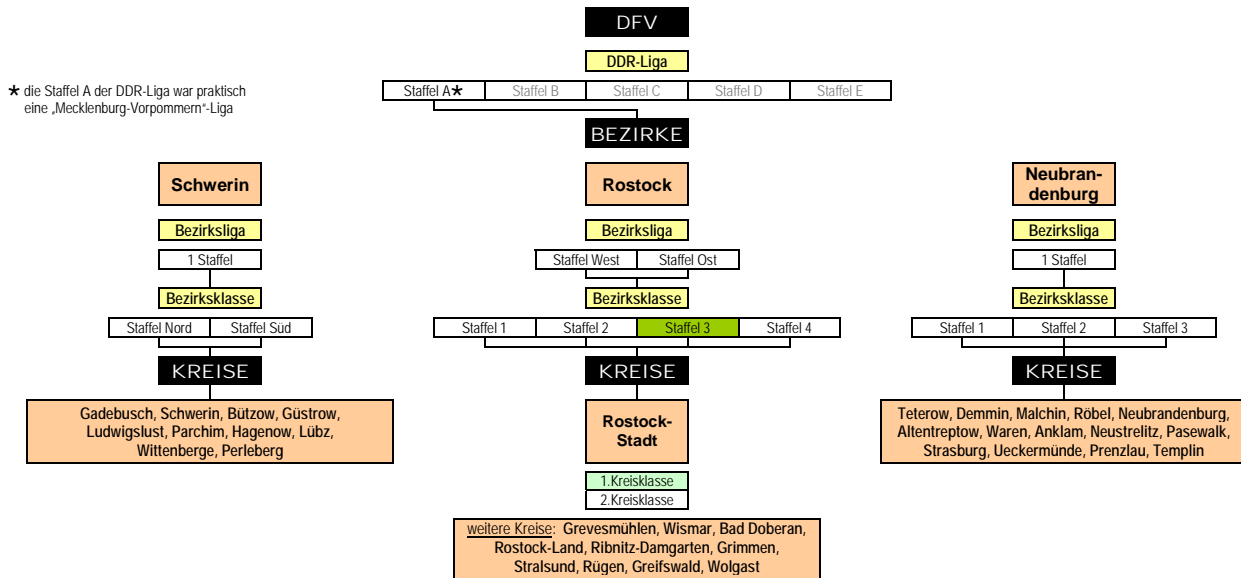 DFV
DDR-Liga
* die Staffel A der DDR-Liga war praktisch
eine „Mecklenburg-Vorpommern“-Liga
Staffel A* Staffel B Staffel C Staffel D Staffel E
BEZIRKE
Schwerin
Rostock
Neubran-
denburg
Bezirksliga Bezirksliga Bezirksliga
1 Staffel Staffel West Staffel Ost 1 Staffel
Bezirksklasse Bezirksklasse Bezirksklasse
Staffel Nord Staffel Süd Staffel 1 Staffel 2 Staffel 3 Staffel 4 Staffel 1 Staffel 2 Staffel 3
KREISE KREISE KREISE
Gadebusch, Schwerin, Bützow, Güstrow,
Ludwigslust, Parchim, Hagenow, Lübz,
Wittenberge, Perleberg
Rostock-
Stadt
Teterow, Demmin, Malchin, Röbel, Neubrandenburg,
Altentreptow, Waren, Anklam, Neustrelitz, Pasewalk,
Strasburg, Ueckermünde, Prenzlau, Templin
1.Kreisklasse
2.Kreisklasse
weitere Kreise: Grevesmühlen, Wismar, Bad Doberan,
Rostock-Land, Ribnitz-Damgarten, Grimmen,
Stralsund, Rügen, Greifswald, Wolgast